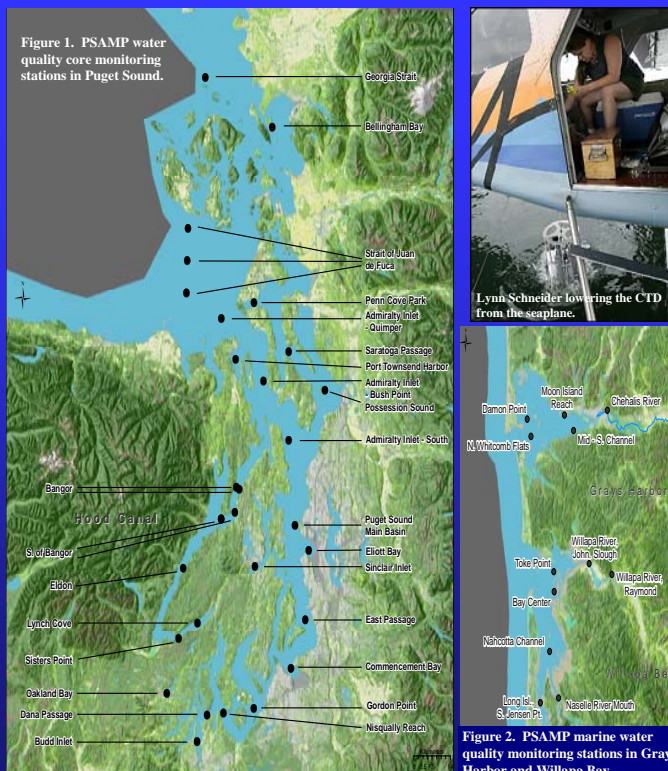 Figure 1. PSAMP water
quality core monitoring
stations in Puget Sound.
Georgia Strait
Bellingham Bay
Strait of Juan
de Fuca
Penn Cove Park
Admiralty Inlet
- Quimper
Saratoga Passage
Port Townsend Harbor
Admiralty Inlet
- Bush Point
Possession Sound
Admiralty Inlet - South
Bangor
Hood Canal
S. of Bangor
Eldon
Lynch Cove
Sisters Point
Oakland Bay
Dana Passage
Budd Inlet
Puget Sound
Main Basin
Eliott Bay
Sinclair Inlet
East Passage
Commencement Bay
Gordon Point
Nisqually Reach
Lynn Schneider lowering the CTD
from the seaplane.
Moon Island
Reach
Chehalis River
Damon Point
N. Whitcomb Flats
Mid - S. Channel
Grays Harbor
Willapa River,
John. Slough
Toke Point
Willapa River,
Raymond
Bay Center
Nahcotta Channel
Long Isl.,
S. Jensen Pt.
Naselle River Mouth
Figure 2. PSAMP marine water
quality monitoring stations in Gray
Harbor and Willapa Bay